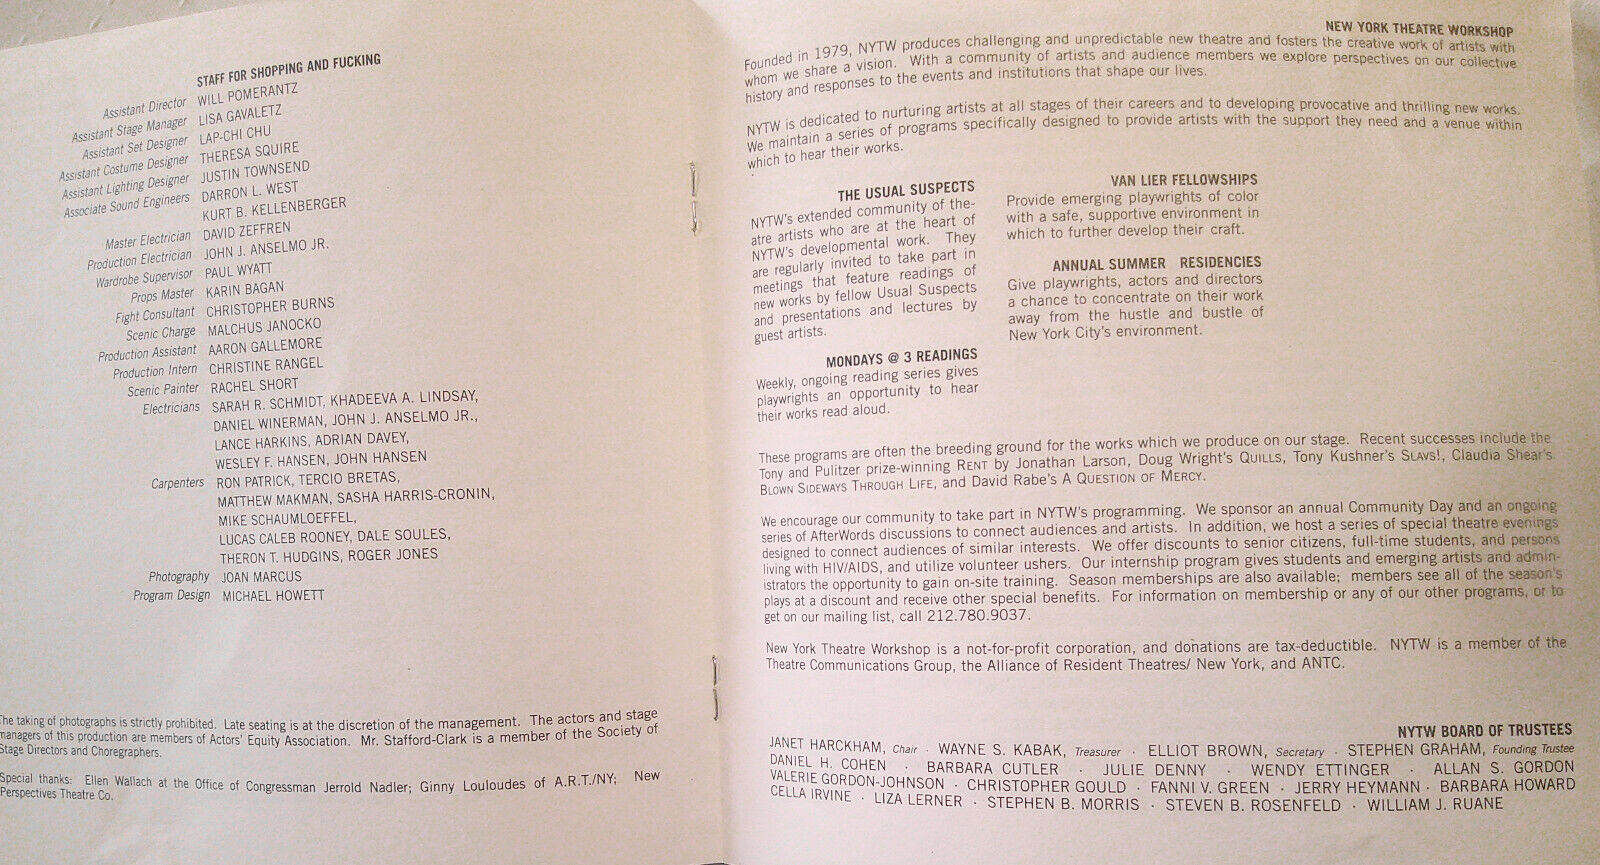 STAFF FOR SHOPPING AND FUCKING
Assistant Director WILL POMERANTZ
Assistant Stage Manager LISA GAVALETZ
Assistant Set Designer LAP-CHI CHU
Assistant Costume Designer THERESA SQUIRE
Assistant Lighting Designer JUSTIN TOWNSEND
Associate Sound Engineers DARRON L. WEST
KURT B. KELLENBERGER
Master Electrician DAVID ZEFFREN
Production Electrician JOHN J. ANSELMO JR.
Wardrobe Supervisor PAUL WYATT
Props Master KARIN BAGAN
Fight Consultant CHRISTOPHER BURNS
Scenic Charge MALCHUS JANOCKO
Production Assistant AARON GALLEMORE
Production Intern CHRISTINE RANGEL
Scenic Painter RACHEL SHORT
Electricians SARAH R. SCHMIDT, KHADEEVA A. LINDSAY,
DANIEL WINERMAN, JOHN J. ANSELMO JR.,
LANCE HARKINS, ADRIAN DAVEY,
WESLEY F. HANSEN, JOHN HANSEN
Carpenters RON PATRICK, TERCIO BRETAS,
MATTHEW MAKMAN, SASHA HARRIS-CRONIN,
MIKE SCHAUMLOEFFEL,
LUCAS CALEB ROONEY, DALE SOULES,
THERON T. HUDGINS, ROGER JONES
Photography JOAN MARCUS
Program Design MICHAEL HOWETT
The taking of photographs is strictly prohibited. Late seating is at the discretion of the management. The actors and stage
managers of this production are members of Actors' Equity Association. Mr. Stafford-Clark is a member of the Society of
Stage Directors and Choregraphers.
Special thanks: Ellen Wallach at the Office of Congressman Jerrold Nadler; Ginny Louloudes of A.R.T./NY; New
Perspectives Theatre Co.
NEW YORK THEATRE WORKSHOP
Founded in 1979, NYTW produces challenging and unpredictable new theatre and fosters the creative work of artists with
whom we share a vision. With a community of artists and audience members we explore perspectives on our collective
history and responses to the events and institutions that shape our lives.
NYTW is dedicated to nurturing artists at all stages of their careers and to developing provocative and thrilling new works.
We maintain a series of programs specifically designed to provide artists with the support they need and a venue within
which to hear their works.
THE USUAL SUSPECTS
NYTW's extended community of the-
atre artists who are at the heart of
NYTW's developmental work. They
are regularly invited to take part in
meetings that feature readings of
new works by fellow Usual Suspects
and presentations and lectures by
guest artists.
MONDAYS @ 3 READINGS
Weekly, ongoing reading series gives
playwrights an opportunity to hear
their works read aloud.
VAN LIER FELLOWSHIPS
Provide emerging playwrights of color
with a safe, supportive environment in
which to further develop their craft.
ANNUAL SUMMER RESIDENCIES
Give playwrights, actors and directors
a chance to concentrate on their work
away from the hustle and bustle of
New York City's environment.
These programs are often the breeding ground for the works which we produce on our stage. Recent successes include the
Tony and Pulitzer prize-winning RENT by Jonathan Larson, Doug Wright's QUILLS, Tony Kushner's SLAVS!, Claudia Shear's
BLOWN SIDEWAYS THROUGH LIFE, and David Rabe's A QUESTION OF MERCY.
We encourage our community to take part in NYTW's programming. We sponsor an annual Community Day and an ongoing
series of AfterWords discussions to connect audiences and artists. In addition, we host a series of special theatre evenings
designed to connect audiences of similar interests. We offer discounts to senior citizens, full-time students, and persons
living with HIV/AIDS, and utilize volunteer ushers. Our internship program gives students and emerging artists and admin-
istrators the opportunity to gain on-site training. Season memberships are also available; members see all of the season's
plays at a discount and receive other special benefits. For information on membership or any of our other programs, or to
get on our mailing list, call 212.780.9037.
New York Theatre Workshop is a not-for-profit corporation, and donations are tax-deductible. NYTW is a member of the
Theatre Communications Group, the Alliance of Resident Theatres/ New York, and ANTC.
NYTW BOARD OF TRUSTEES
JANET HARCKHAM, Chair · WAYNE S. KABAK, Treasurer · ELLIOT BROWN, Secretary · STEPHEN GRAHAM, Founding Trustee
DANIEL H. COHEN · BARBARA CUTLER · JULIE DENNY · WENDY ETTINGER · ALLAN S. GORDON
VALERIE GORDON-JOHNSON · CHRISTOPHER GOULD · FANNI V. GREEN · JERRY HEYMANN · BARBARA HOWARD
CELLA IRVINE · LIZA LERNER · STEPHEN B. MORRIS · STEVEN B. ROSENFELD · WILLIAM J. RUANE